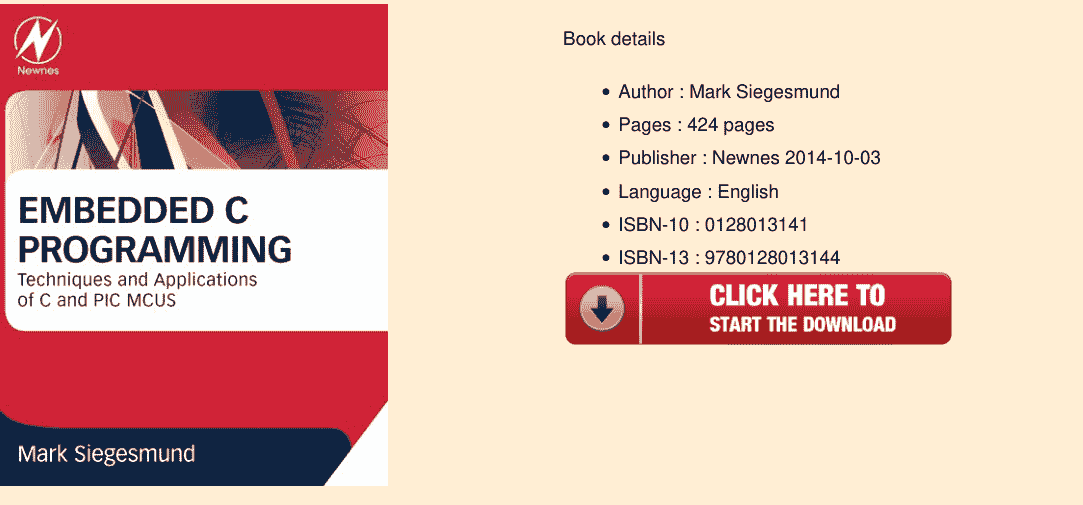 Newnes
EMBEDDED C
PROGRAMMING
Techniques and Applications
of C and PIC MCUS
Mark Siegesmund
Book details
Author : Mark Siegesmund
Pages : 424 pages
Publisher : Newnes 2014-10-03
Language : English
ISBN-10 : 0128013141
ISBN-13 : 9780128013144
CLICK HERE TO
START THE DOWNLOAD